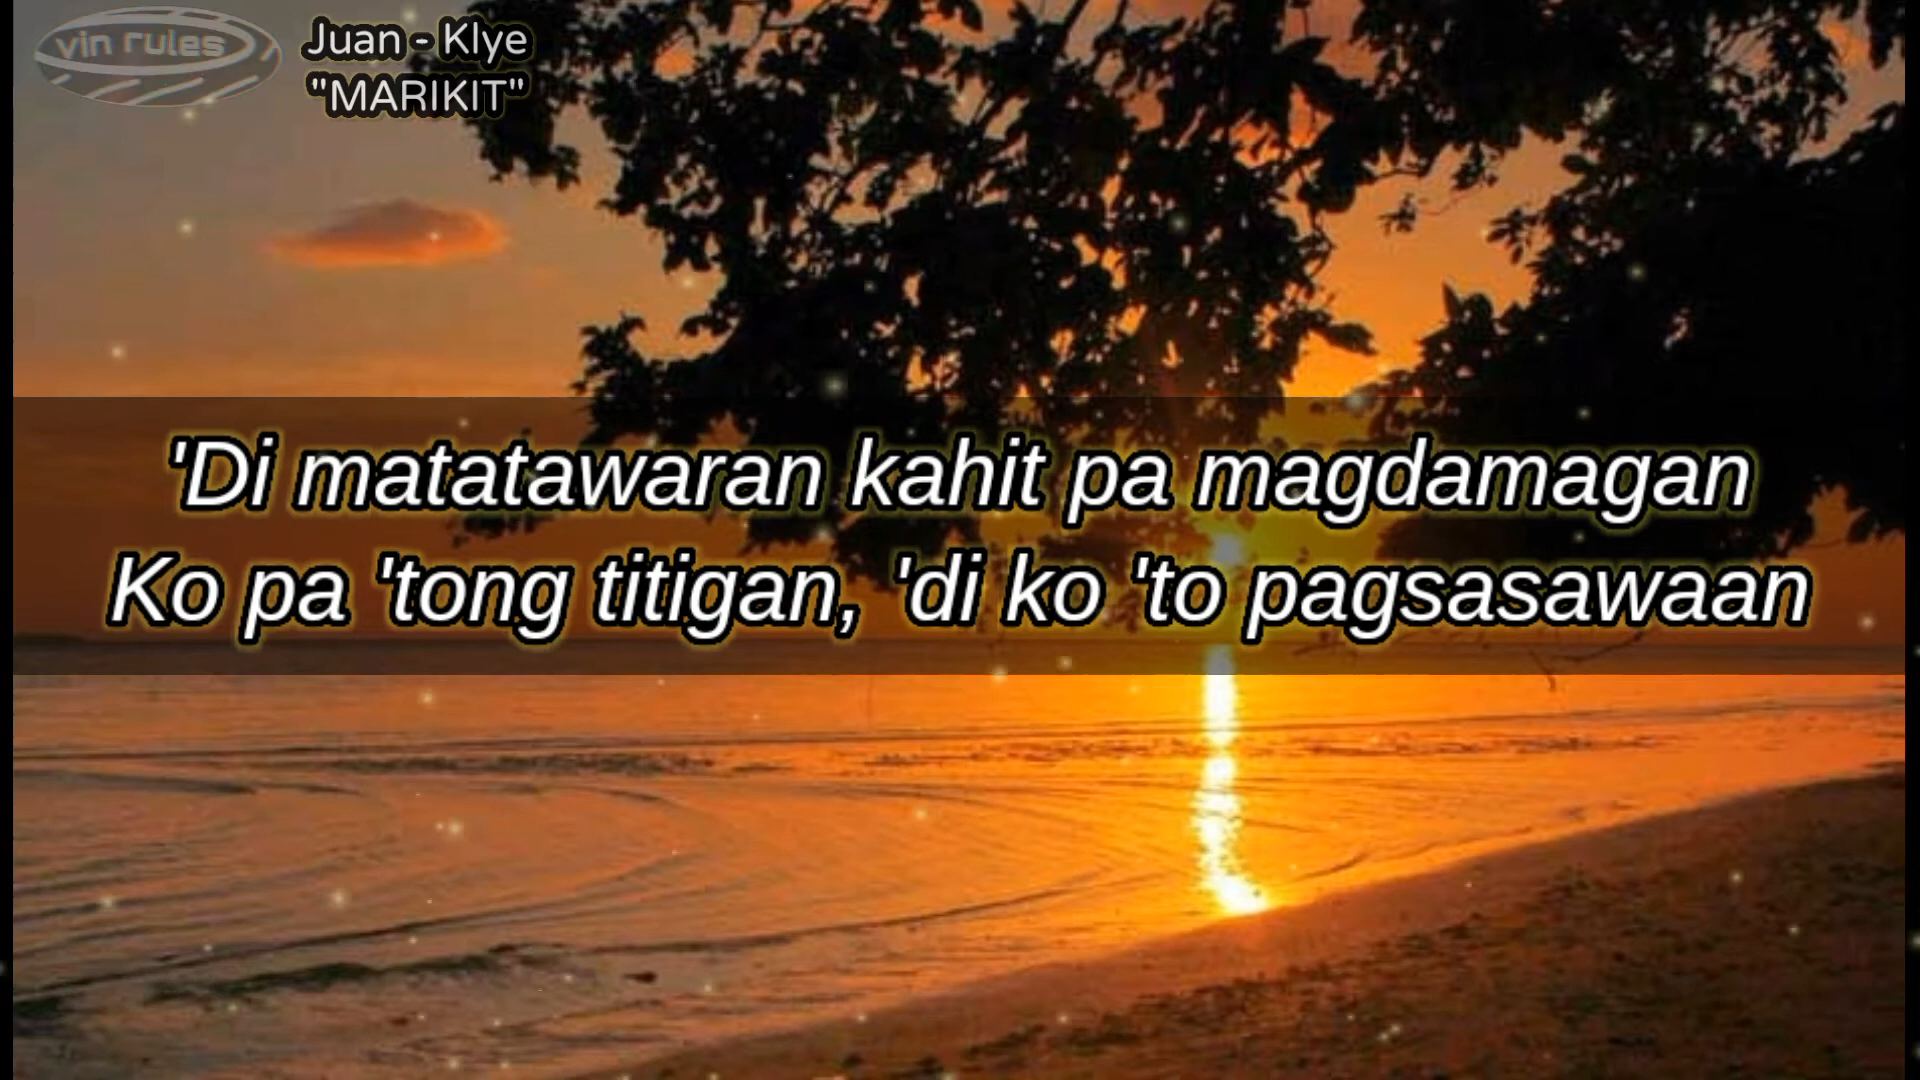 vin rules
Juan - Klye
"MARIKIT"
'Di matatawaran kahit pa magdamagan
Ko pa 'tong titigan, 'di ko 'to pagsasawaan